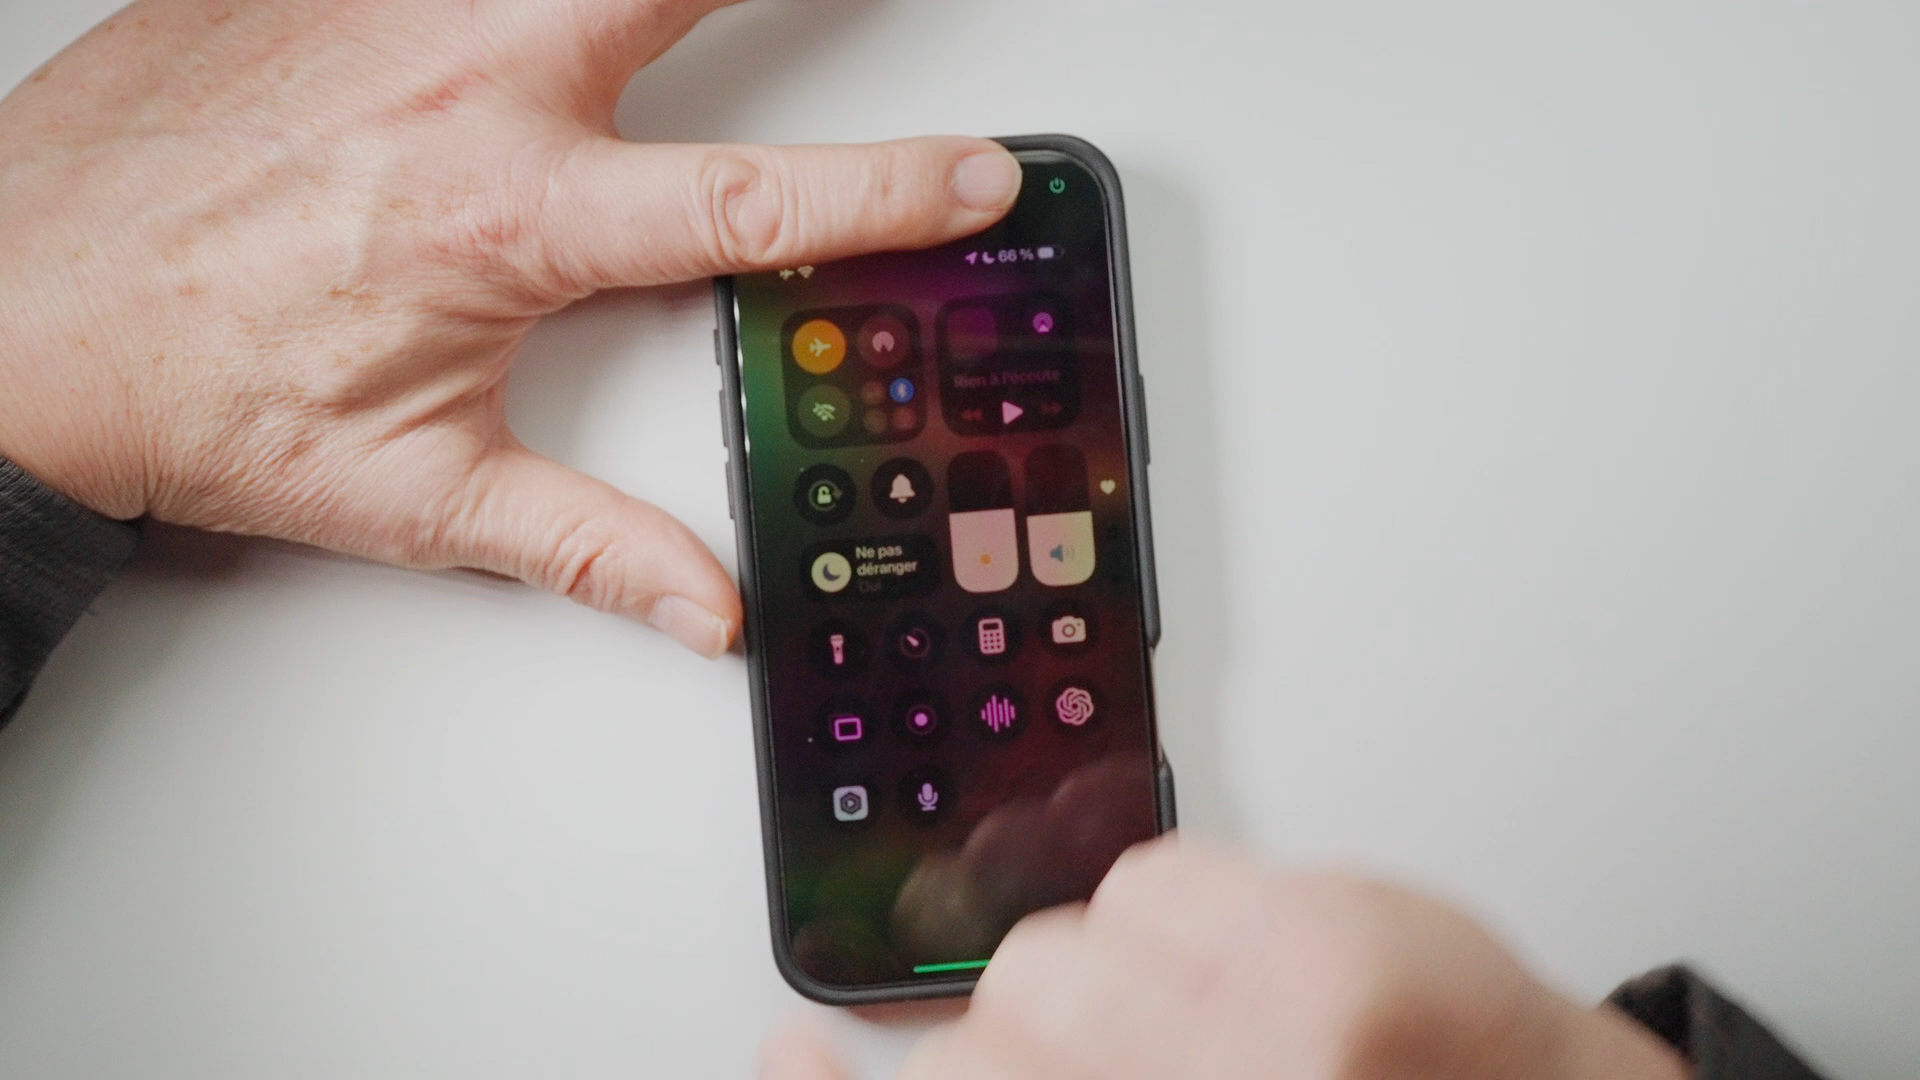 66 %
Rien à l'écoute
Ne pas
déranger
Oui